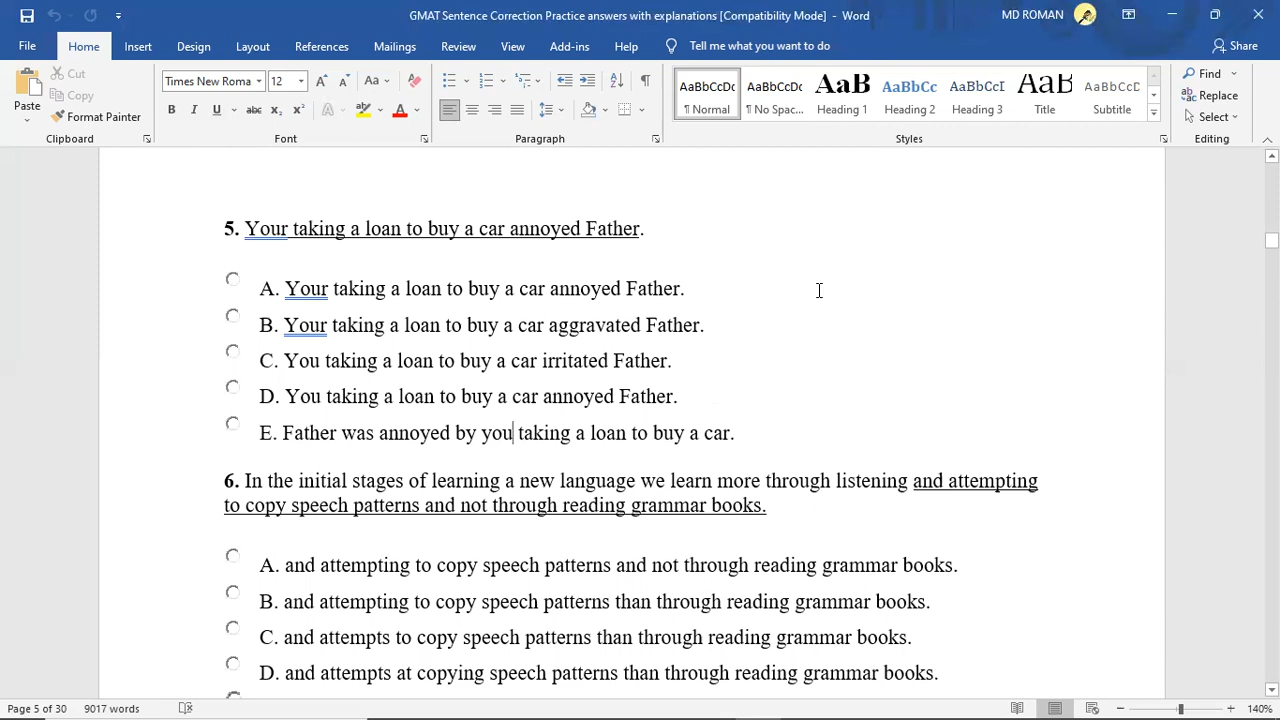 GMAT Sentence Correction Practice answers with explanations [Compatibility Mode] - Word
MD ROMAN
File Home Insert Design Layout References Mailings Review View Add-ins Help Tell me what you want to do Share
Paste
Cut
Copy
Format Painter
Clipboard
Times New Roma 12
Font
Paragraph
AaBbCcDc AaBbCcDc AaB AaBbCc AaBbCcI AaB AaBbCcD
¶ Normal ¶ No Spac... Heading 1 Heading 2 Heading 3 Title Subtitle
Styles
Find
Replace
Select
Editing
5. Your taking a loan to buy a car annoyed Father.
A. Your taking a loan to buy a car annoyed Father.
B. Your taking a loan to buy a car aggravated Father.
C. You taking a loan to buy a car irritated Father.
D. You taking a loan to buy a car annoyed Father.
E. Father was annoyed by you taking a loan to buy a car.
6. In the initial stages of learning a new language we learn more through listening and attempting
to copy speech patterns and not through reading grammar books.
A. and attempting to copy speech patterns and not through reading grammar books.
B. and attempting to copy speech patterns than through reading grammar books.
C. and attempts to copy speech patterns than through reading grammar books.
D. and attempts at copying speech patterns than through reading grammar books.
Page 5 of 30 9017 words 140%